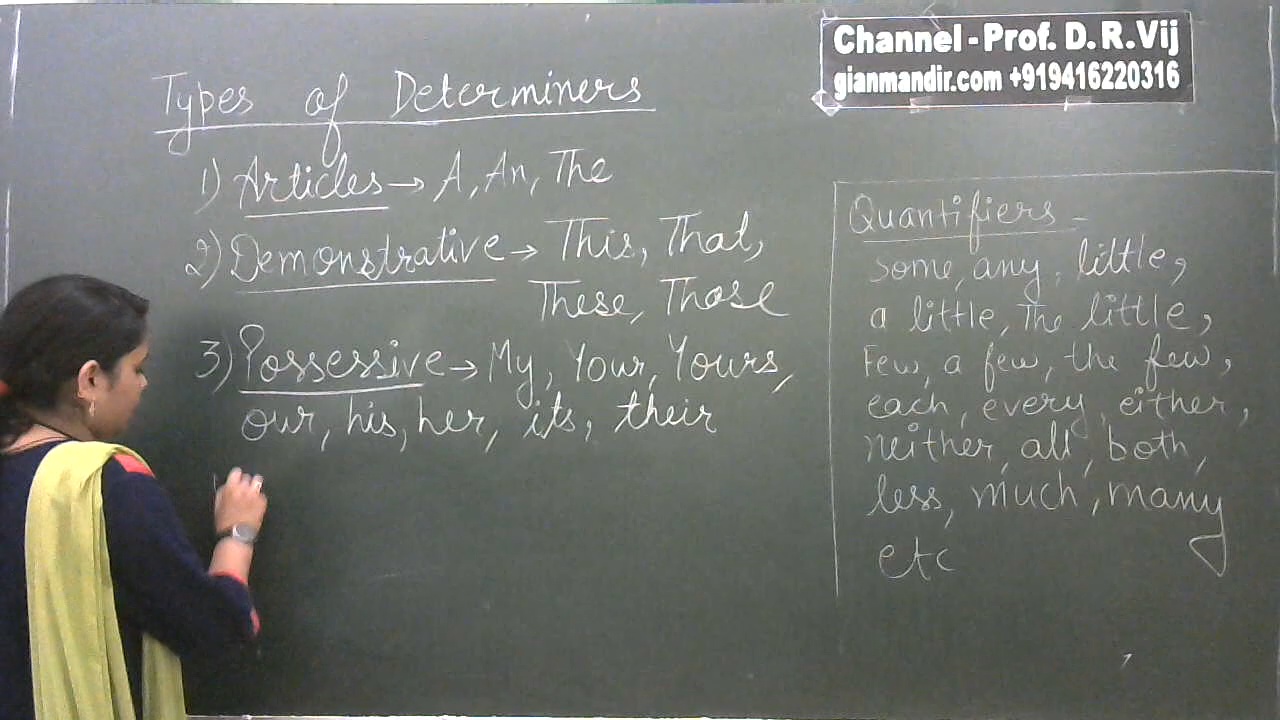 Channel - Prof. D. R. Vij
gianmandir.com +919416220316
Types of Determiners
1) Articles → A, An, The
2) Demonstrative → This, That,
These, Those
3) Possessive → My, Your, Yours,
our, his, her, its, their
Quantifiers -
some, any, little,
a little, The little,
Few, a few, the few,
each, every, either,
neither, all, both,
less, much, many
etc